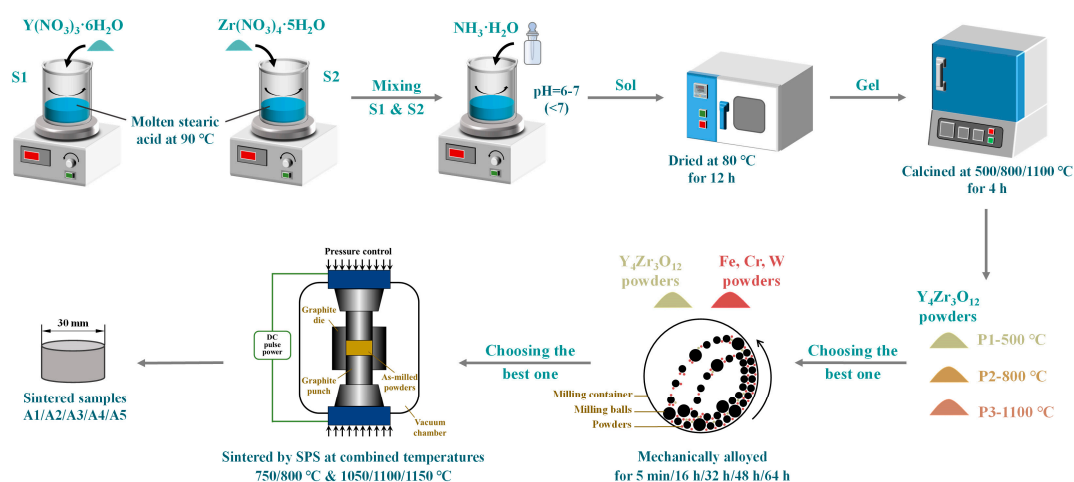 Y(NO₃)₃·6H₂O
S1
Zr(NO₃)₄·5H₂O
S2
Molten stearic
acid at 90 ℃
Mixing
S1 & S2
NH₃·H₂O
pH=6-7
(<7)
Sol
Dried at 80 ℃
for 12 h
Gel
Calcined at 500/800/1100 ℃
for 4 h
Y₄Zr₃O₁₂
powders
P1-500 ℃
P2-800 ℃
P3-1100 ℃
Choosing the
best one
Y₄Zr₃O₁₂
powders
Fe, Cr, W
powders
Milling container
Milling balls
Powders
Mechanically alloyed
for 5 min/16 h/32 h/48 h/64 h
Choosing the
best one
Pressure control
Graphite
die
DC
pulse
power
Graphite
punch
As-milled
powders
Vacuum
chamber
Sintered by SPS at combined temperatures
750/800 ℃ & 1050/1100/1150 ℃
30 mm
Sintered samples
A1/A2/A3/A4/A5